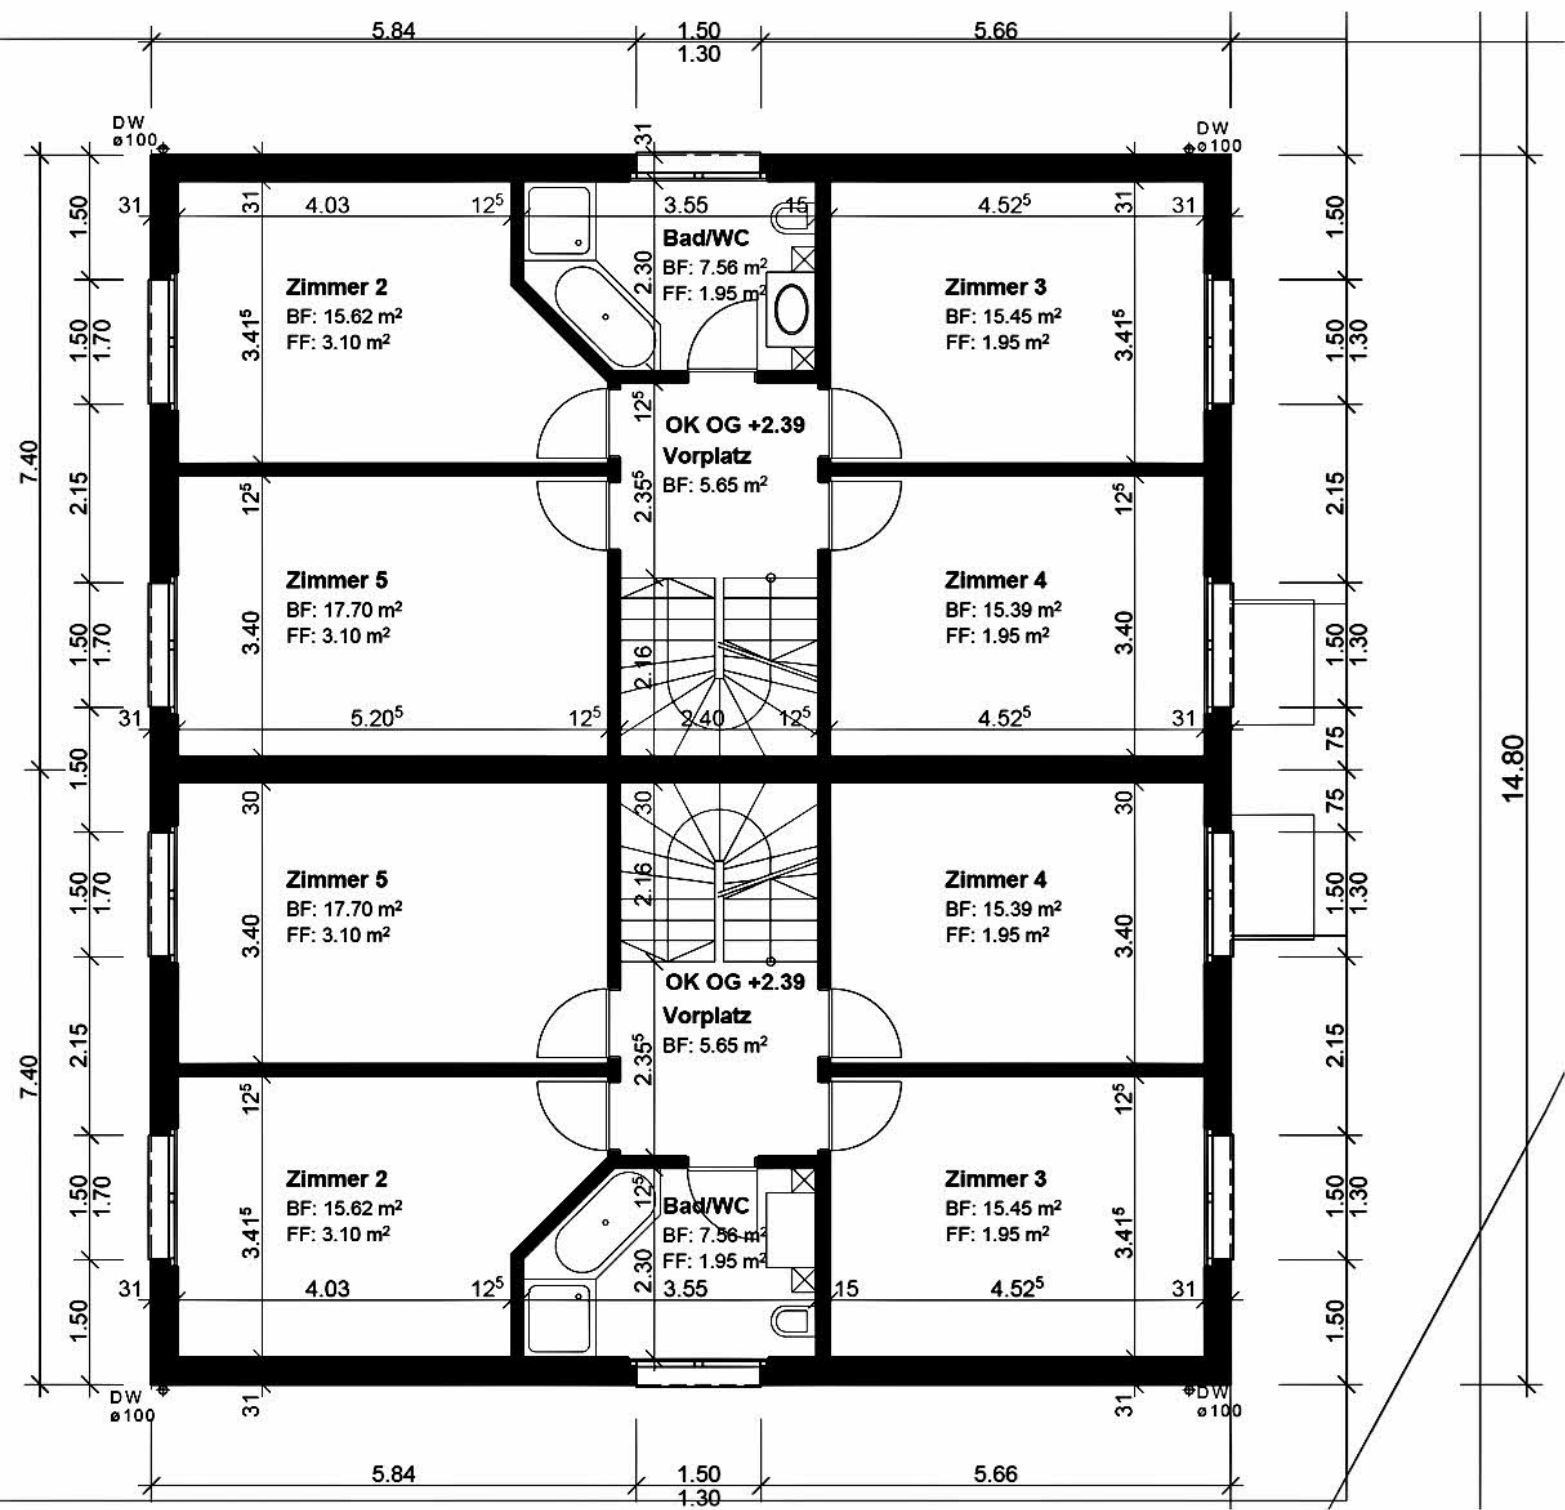 5.84
1.50
1.30
5.66
DW
ø100
DW
ø100
31
31
31
4.03
12⁵
3.55
15
4.52⁵
31
31
1.50
1.50
Bad/WC
BF: 7.56 m²
FF: 1.95 m²
2.30
Zimmer 2
BF: 15.62 m²
FF: 3.10 m²
Zimmer 3
BF: 15.45 m²
FF: 1.95 m²
1.50
1.70
3.41⁵
3.41⁵
1.50
1.30
12⁵
OK OG +2.39
Vorplatz
BF: 5.65 m²
2.35⁵
7.40
2.15
12⁵
12⁵
2.15
Zimmer 5
BF: 17.70 m²
FF: 3.10 m²
Zimmer 4
BF: 15.39 m²
FF: 1.95 m²
1.50
1.70
3.40
2.16
3.40
1.50
1.30
31
5.20⁵
12⁵
2.40
12⁵
4.52⁵
31
1.50
75
14.80
30
30
30
75
Zimmer 5
BF: 17.70 m²
FF: 3.10 m²
Zimmer 4
BF: 15.39 m²
FF: 1.95 m²
1.50
1.70
3.40
2.16
3.40
1.50
1.30
OK OG +2.39
Vorplatz
BF: 5.65 m²
2.35⁵
7.40
2.15
12⁵
12⁵
2.15
Zimmer 2
BF: 15.62 m²
FF: 3.10 m²
12⁵
Bad/WC
BF: 7.56 m²
FF: 1.95 m²
Zimmer 3
BF: 15.45 m²
FF: 1.95 m²
1.50
1.70
3.41⁵
2.30
3.41⁵
1.50
1.30
31
4.03
12⁵
3.55
15
4.52⁵
31
1.50
1.50
DW
ø100
31
31
DW
ø100
5.84
1.50
1.30
5.66